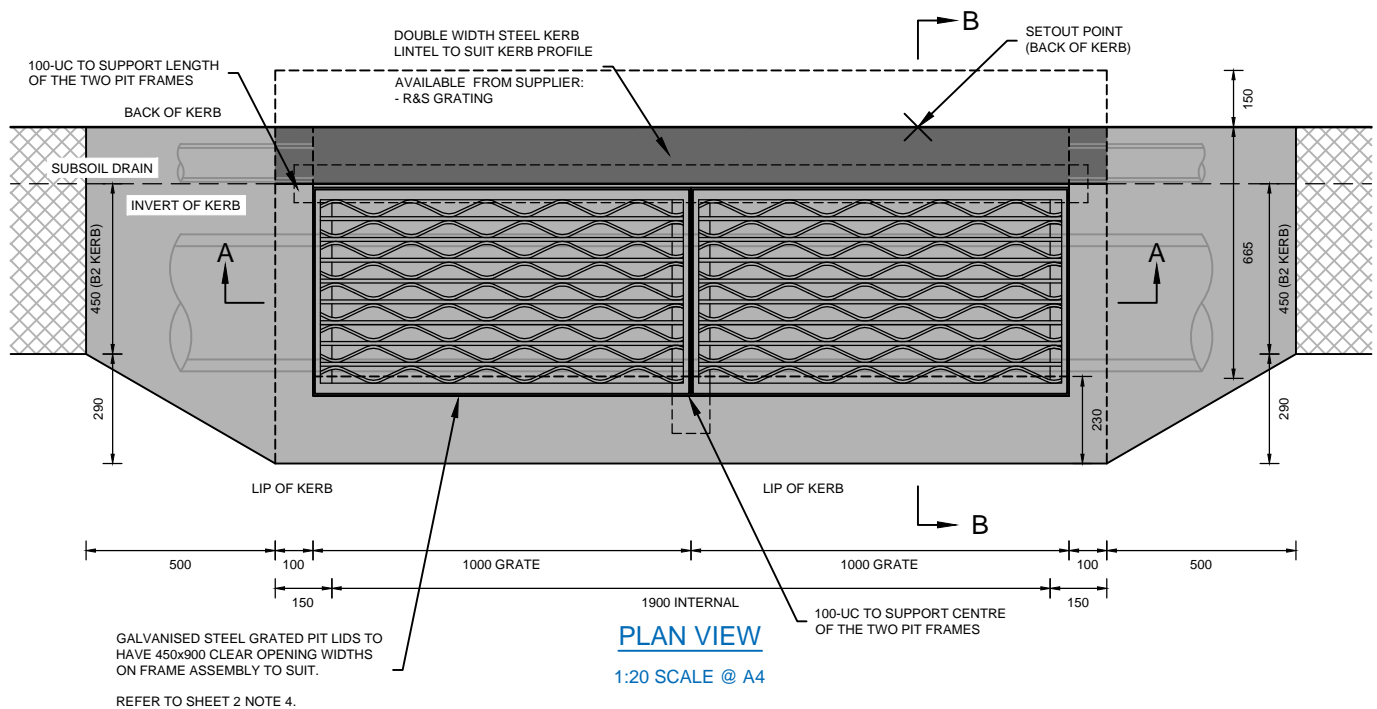 B
DOUBLE WIDTH STEEL KERB
LINTEL TO SUIT KERB PROFILE
AVAILABLE FROM SUPPLIER:
- R&S GRATING
SETOUT POINT
(BACK OF KERB)
100-UC TO SUPPORT LENGTH
OF THE TWO PIT FRAMES
BACK OF KERB
150
SUBSOIL DRAIN
INVERT OF KERB
450 (B2 KERB)
A
A
665
450 (B2 KERB)
290
230
290
LIP OF KERB
LIP OF KERB
B
500
100
1000 GRATE
1000 GRATE
100
500
150
1900 INTERNAL
150
100-UC TO SUPPORT CENTRE
OF THE TWO PIT FRAMES
GALVANISED STEEL GRATED PIT LIDS TO
HAVE 450x900 CLEAR OPENING WIDTHS
ON FRAME ASSEMBLY TO SUIT.
REFER TO SHEET 2 NOTE 4.
PLAN VIEW
1:20 SCALE @ A4